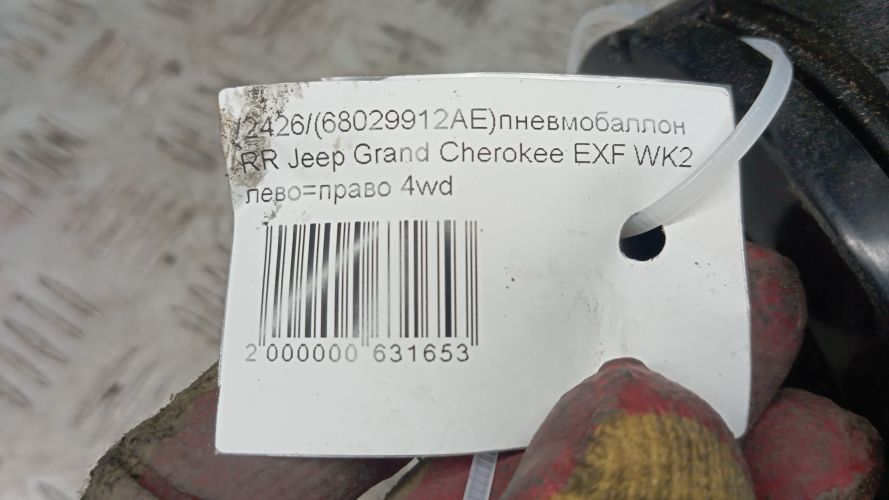 2426/(68029912AE)пневмобаллон
RR Jeep Grand Cherokee EXF WK2
лево=право 4wd
2 000000 631653